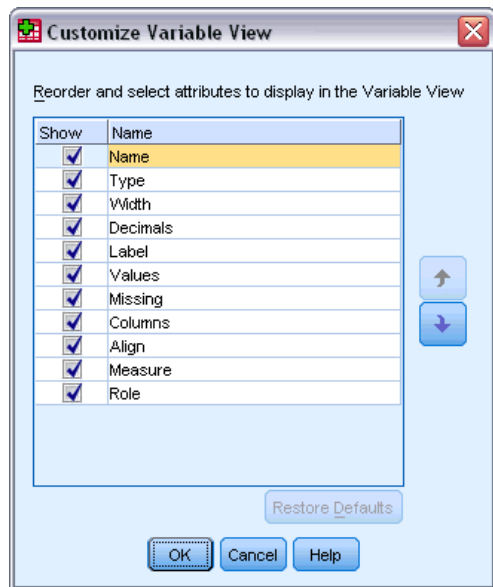 Customize Variable View
Reorder and select attributes to display in the Variable View
Show Name
Name
Type
Width
Decimals
Label
Values
Missing
Columns
Align
Measure
Role
Restore Defaults
OK Cancel Help